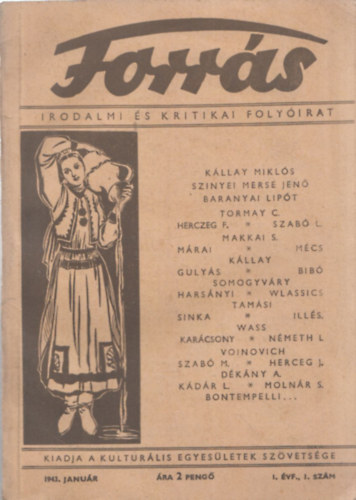 Forrás
IRODALMI ÉS KRITIKAI FOLYÓIRAT
KÁLLAY MIKLÓS
SZINYEI MERSE JENŐ
BARANYAI LIPÓT
TORMAY C.
HERCZEG F. * SZABÓ L.
MAKKAI S.
MÁRAI * MÉCS
KÁLLAY
GULYÁS * BIBÓ
SOMOGYVÁRY
HARSÁNYI * WLASSICS
TAMÁSI
SINKA * ILLÉS,
WASS
KARÁCSONY * NÉMETH I.
VOINOVICH
SZABÓ M. * HERCEG J.
DÉKÁNY A.
KÁDÁR L. * MOLNÁR S.
BONTEMPELLI...
KIADJA A KULTURÁLIS EGYESÜLETEK SZÖVETSÉGE
1943. JANUÁR ÁRA 2 PENGŐ I. ÉVF., 1. SZÁM